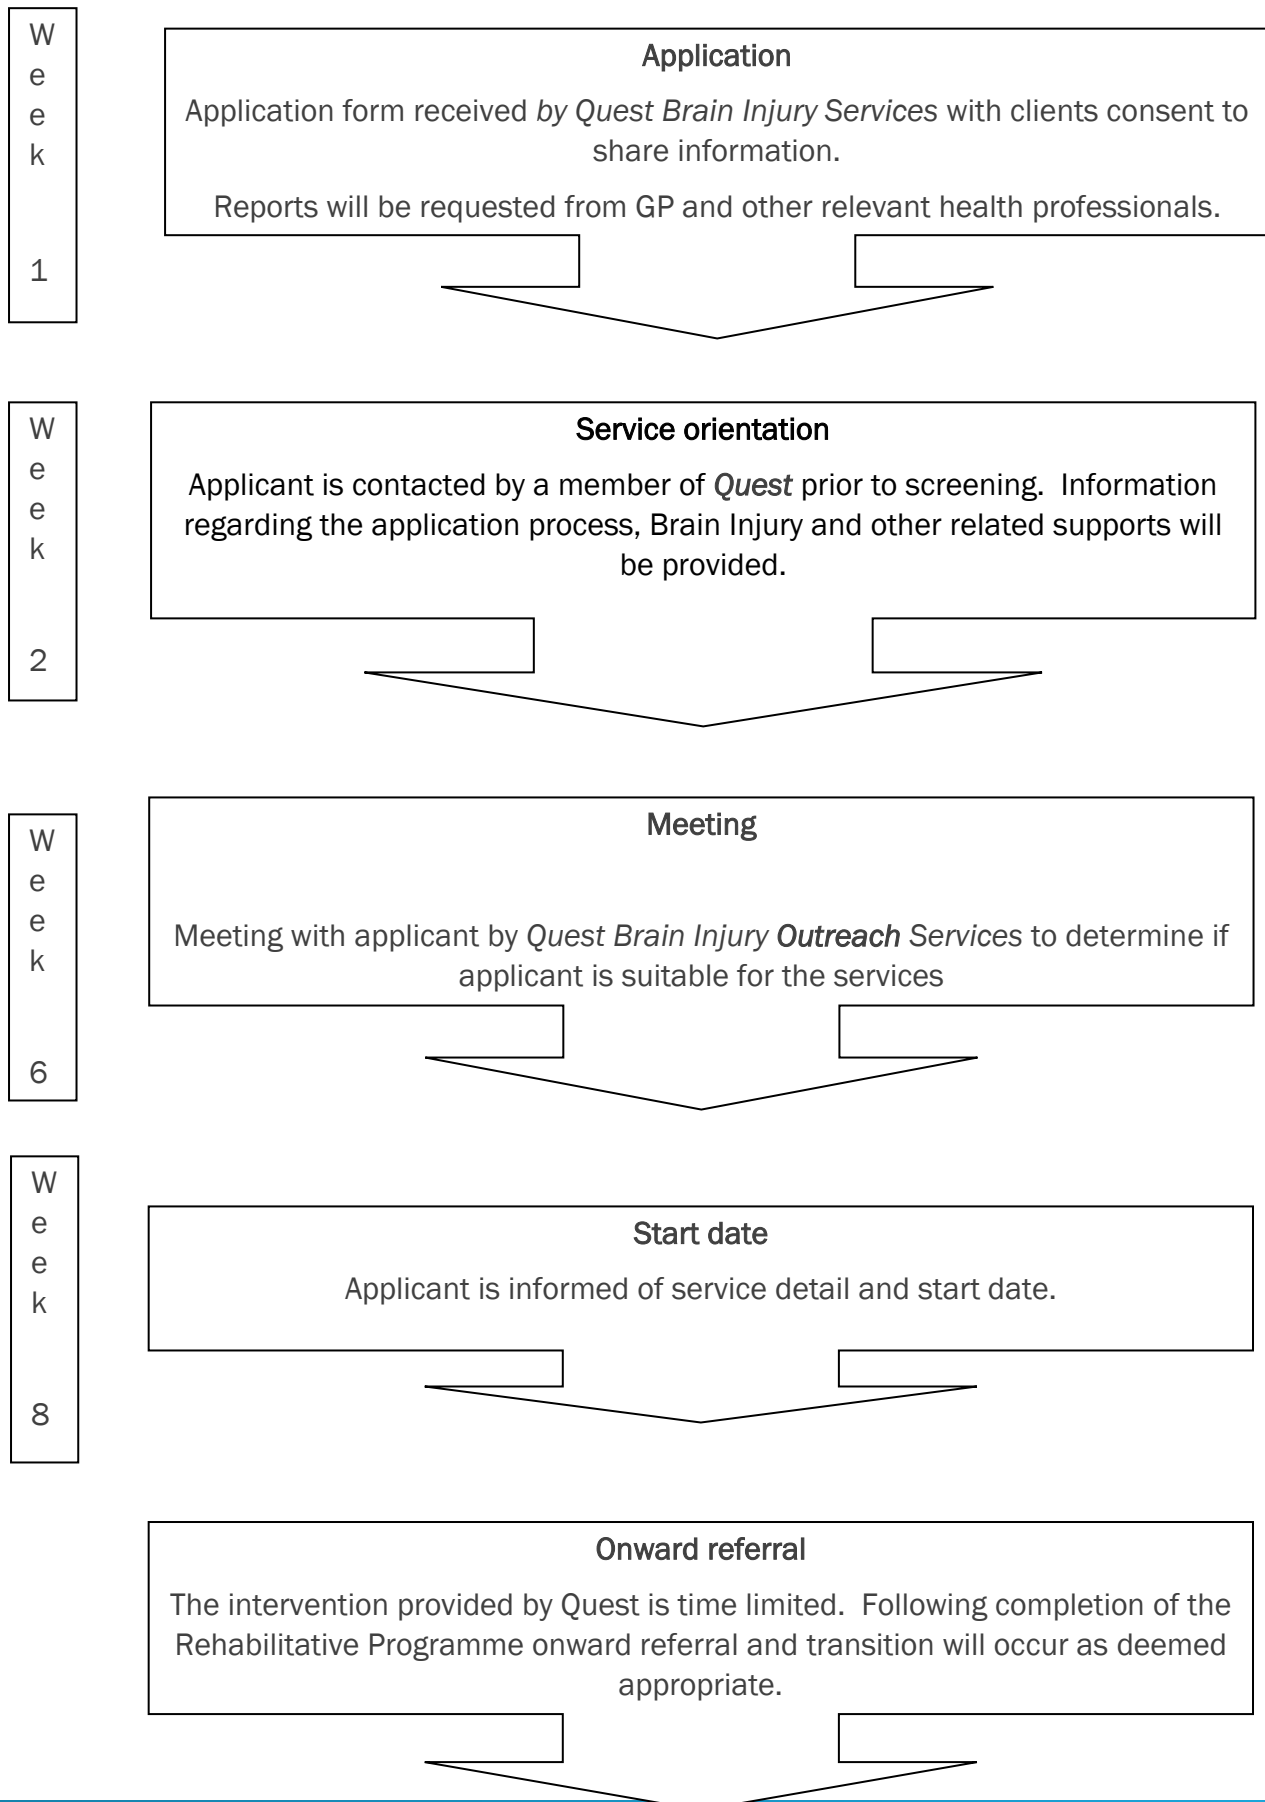 Week 1
Application
Application form received by Quest Brain Injury Services with clients consent to
share information.
Reports will be requested from GP and other relevant health professionals.
Week 2
Service orientation
Applicant is contacted by a member of Quest prior to screening.  Information
regarding the application process, Brain Injury and other related supports will
be provided.
Week 6
Meeting
Meeting with applicant by Quest Brain Injury Outreach Services to determine if
applicant is suitable for the services
Week 8
Start date
Applicant is informed of service detail and start date.
Onward referral
The intervention provided by Quest is time limited.  Following completion of the
Rehabilitative Programme onward referral and transition will occur as deemed
appropriate.